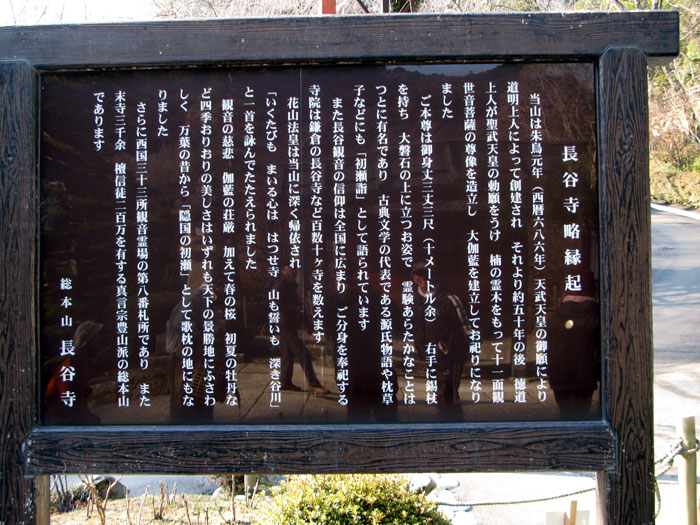 長谷寺略縁起
当山は朱鳥元年（西暦六八六年）天武天皇の御願により
道明上人によって創建され　それより約五十年の後　徳道
上人が聖武天皇の勅願をうけ　楠の霊木をもって十一面観
世音菩薩の尊像を造立し　大伽藍を建立してお祀りになり
ました
ご本尊は御身丈三丈三尺（十メートル余）　右手に錫杖
を持ち　大磐石の上に立つお姿で　霊験あらたかなことは
つとに有名であり　古典文学の代表である源氏物語や枕草
子などにも「初瀬詣」として語られています
また長谷観音の信仰は全国に広まり　ご分身を奉祀する
寺院は鎌倉の長谷寺など百数十ヶ寺を数えます
花山法皇は当山に深く帰依され
「いくたびも　まいる心は　はつせ寺　山も誓いも　深き谷川」
と一首を詠んでたたえられました
観音の慈悲　伽藍の荘厳　加えて春の桜　初夏の牡丹な
ど四季おりおりの美しさはいずれも天下の景勝地にふさわ
しく　万葉の昔から「隠国の初瀬」として歌枕の地にもな
りました
さらに西国三十三所観音霊場の第八番札所であり　また
末寺三千余　檀信徒二百万を有する真言宗豊山派の総本山
であります
総本山　長谷寺